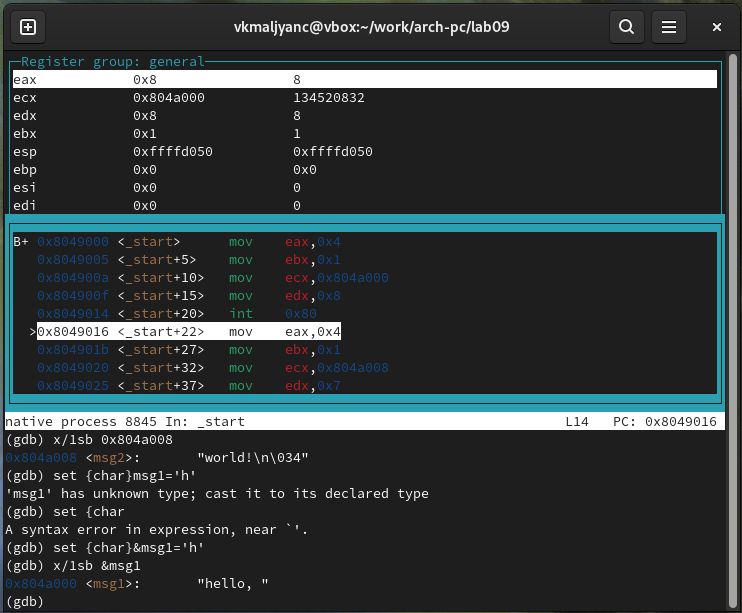 vkmaljyanc@vbox:~/work/arch-pc/lab09
Register group: general
eax 0x8 8
ecx 0x804a000 134520832
edx 0x8 8
ebx 0x1 1
esp 0xffffd050 0xffffd050
ebp 0x0 0x0
esi 0x0 0
edi 0x0 0
B+ 0x8049000 <_start> mov eax,0x4
0x8049005 <_start+5> mov ebx,0x1
0x804900a <_start+10> mov ecx,0x804a000
0x804900f <_start+15> mov edx,0x8
0x8049014 <_start+20> int 0x80
>0x8049016 <_start+22> mov eax,0x4
0x804901b <_start+27> mov ebx,0x1
0x8049020 <_start+32> mov ecx,0x804a008
0x8049025 <_start+37> mov edx,0x7
native process 8845 In: _start L14 PC: 0x8049016
(gdb) x/1sb 0x804a008
0x804a008 <msg2>: "world!\n\034"
(gdb) set {char}msg1='h'
'msg1' has unknown type; cast it to its declared type
(gdb) set {char
A syntax error in expression, near `'.
(gdb) set {char}&msg1='h'
(gdb) x/1sb &msg1
0x804a000 <msg1>: "hello, "
(gdb)